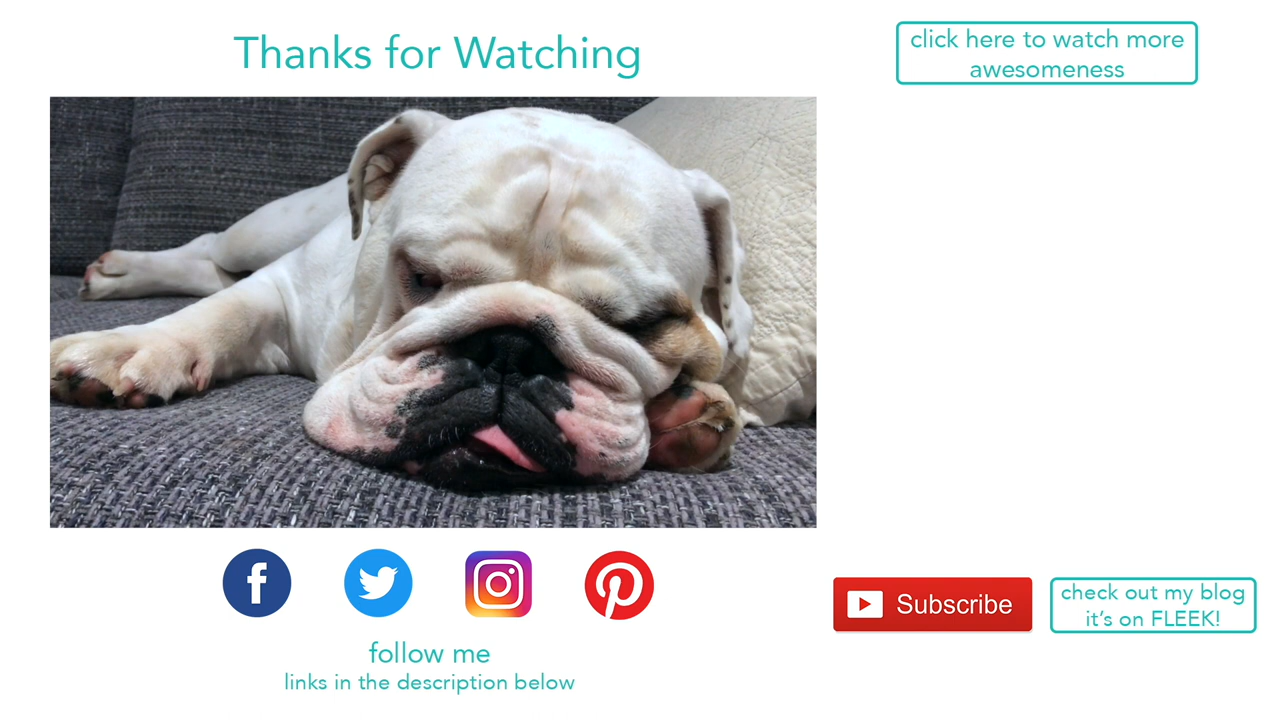 Thanks for Watching
click here to watch more
awesomeness
Subscribe
check out my blog
it's on FLEEK!
follow me
links in the description below